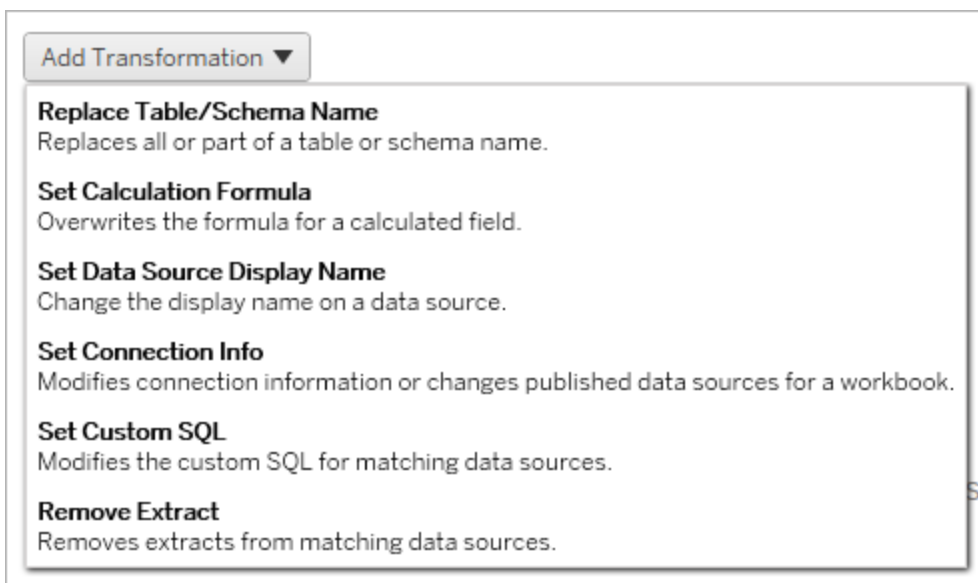 Add Transformation ▼
Replace Table/Schema Name
Replaces all or part of a table or schema name.
Set Calculation Formula
Overwrites the formula for a calculated field.
Set Data Source Display Name
Change the display name on a data source.
Set Connection Info
Modifies connection information or changes published data sources for a workbook.
Set Custom SQL
Modifies the custom SQL for matching data sources.
Remove Extract
Removes extracts from matching data sources.